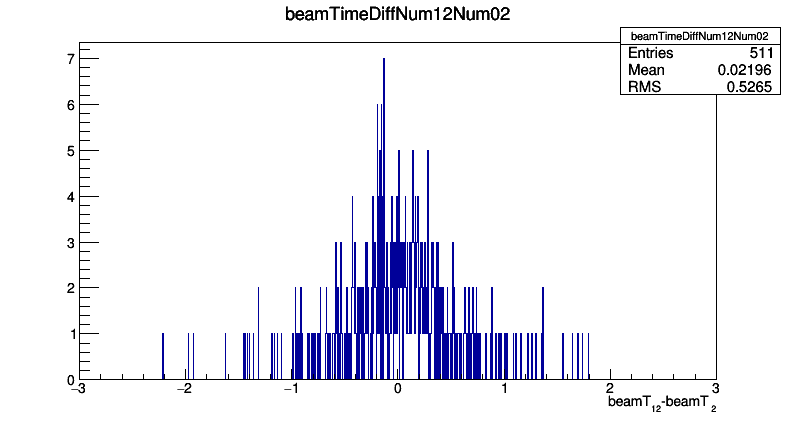 beamTimeDiffNum12Num02
beamTimeDiffNum12Num02
Entries 511
Mean 0.02196
RMS 0.5265
7
6
5
4
3
2
1
0
−3 −2 −1 0 1 2 3
beamT12-beamT2